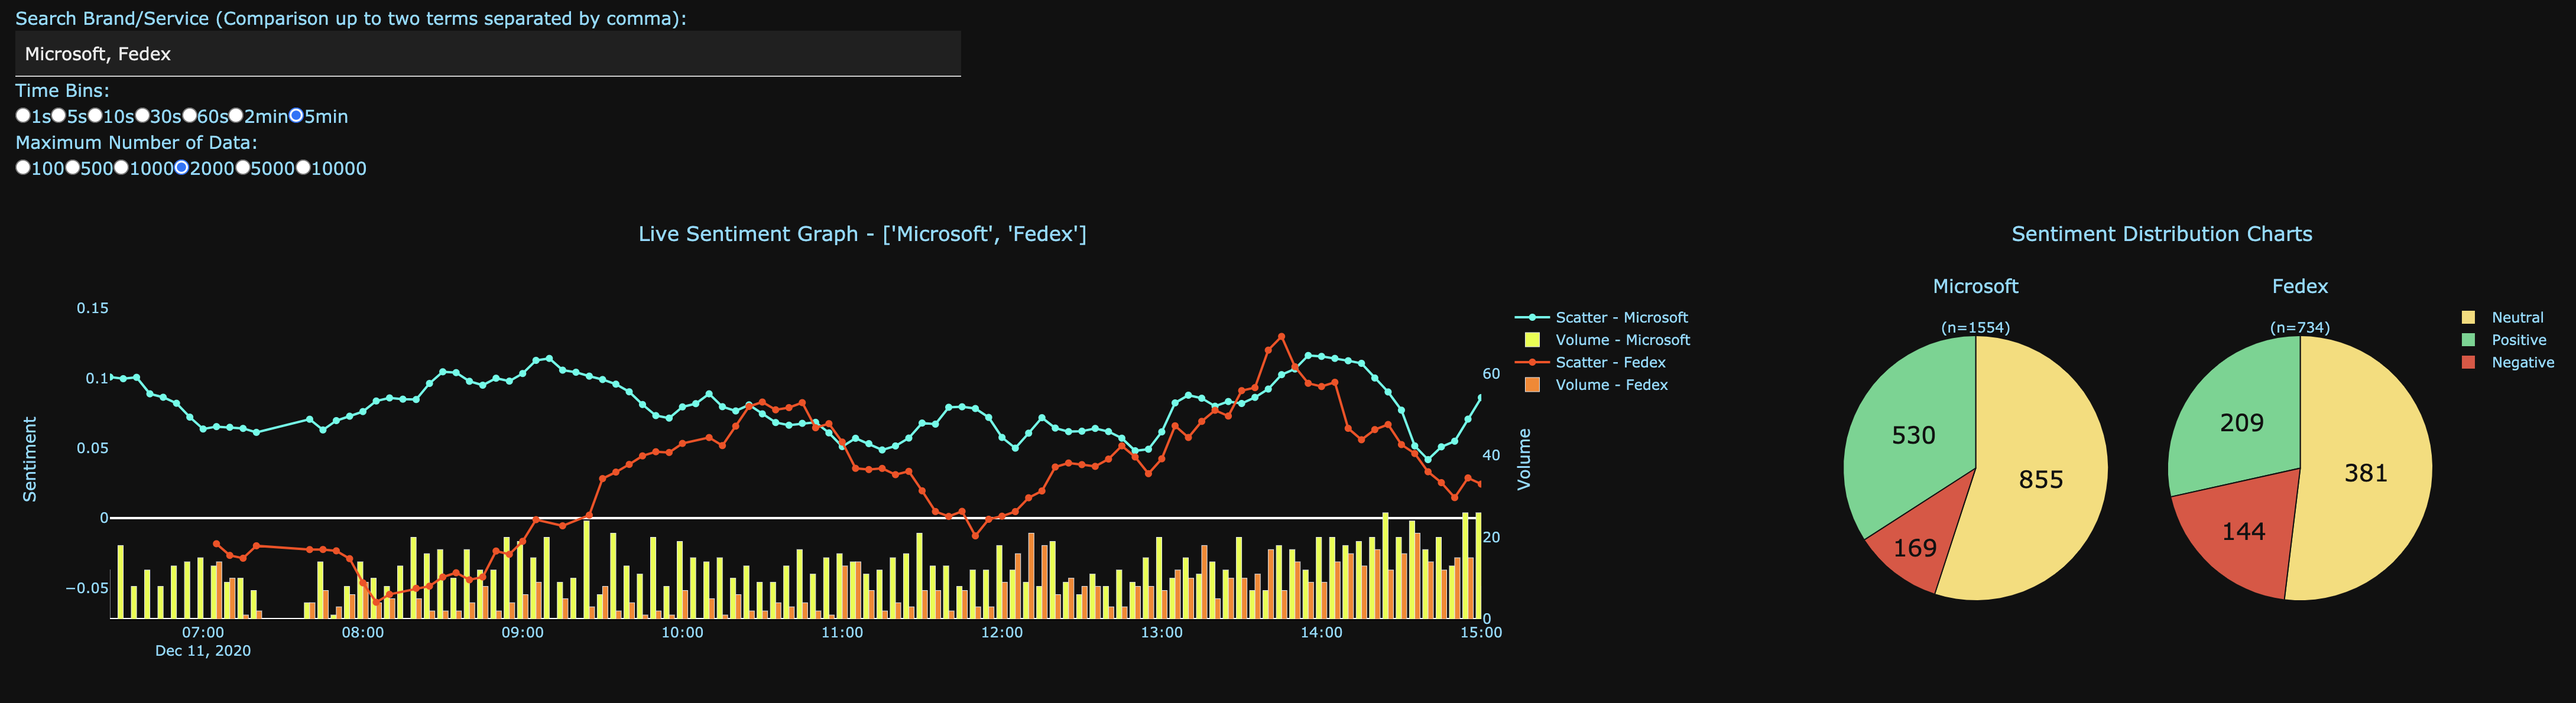 Search Brand/Service (Comparison up to two terms separated by comma):
Microsoft, Fedex
Time Bins:
1s 5s 10s 30s 60s 2min 5min
Maximum Number of Data:
100 500 1000 2000 5000 10000
Live Sentiment Graph - ['Microsoft', 'Fedex']
0.15
0.1
0.05
0
−0.05
Sentiment
60
40
20
0
Volume
07:00 08:00 09:00 10:00 11:00 12:00 13:00 14:00 15:00
Dec 11, 2020
Scatter - Microsoft
Volume - Microsoft
Scatter - Fedex
Volume - Fedex
Sentiment Distribution Charts
Microsoft
(n=1554)
530
855
169
Fedex
(n=734)
209
381
144
Neutral
Positive
Negative